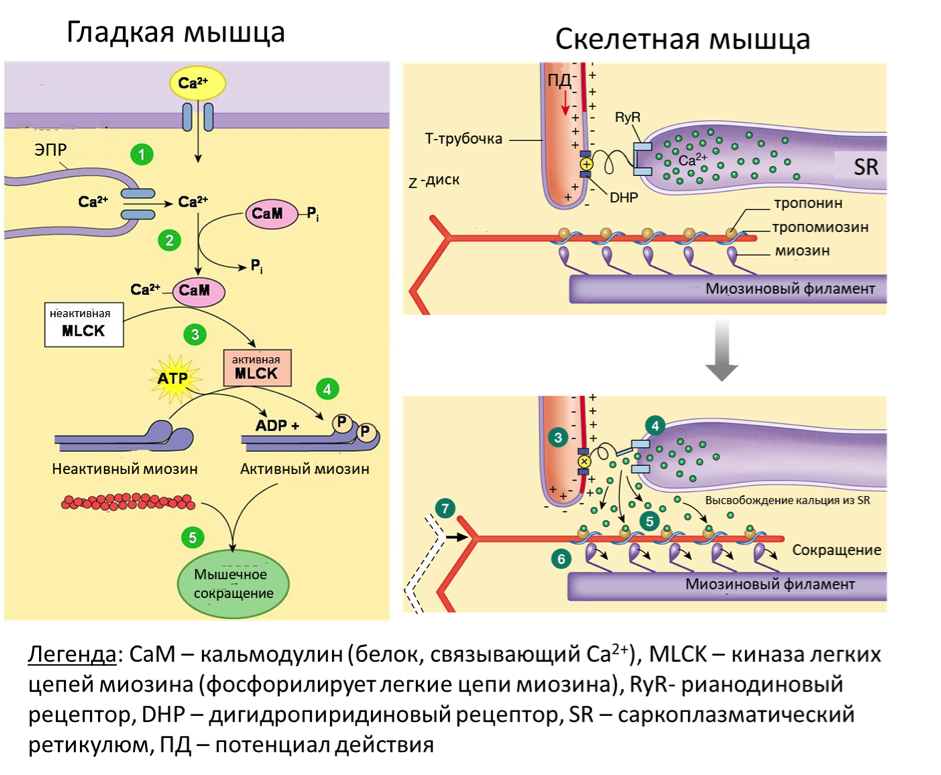 Гладкая мышца
Ca²⁺
ЭПР
1
Ca²⁺
Ca²⁺
CaM
Pi
2
Pi
Ca²⁺
CaM
неактивная
MLCK
3
активная
MLCK
ATP
4
ADP +
P
P
Неактивный миозин
Активный миозин
5
Мышечное
сокращение
Скелетная мышца
ПД
RyR
Т-трубочка
Ca²⁺
SR
DHP
Z -диск
тропонин
тропомиозин
миозин
Миозиновый филамент
3
4
Высвобождение кальция из SR
7
5
6
Сокращение
Миозиновый филамент
Легенда: CaM – кальмодулин (белок, связывающий Ca²⁺), MLCK – киназа легких
цепей миозина (фосфорилирует легкие цепи миозина), RyR- рианодиновый
рецептор, DHP – дигидропиридиновый рецептор, SR – саркоплазматический
ретикулюм, ПД – потенциал действия